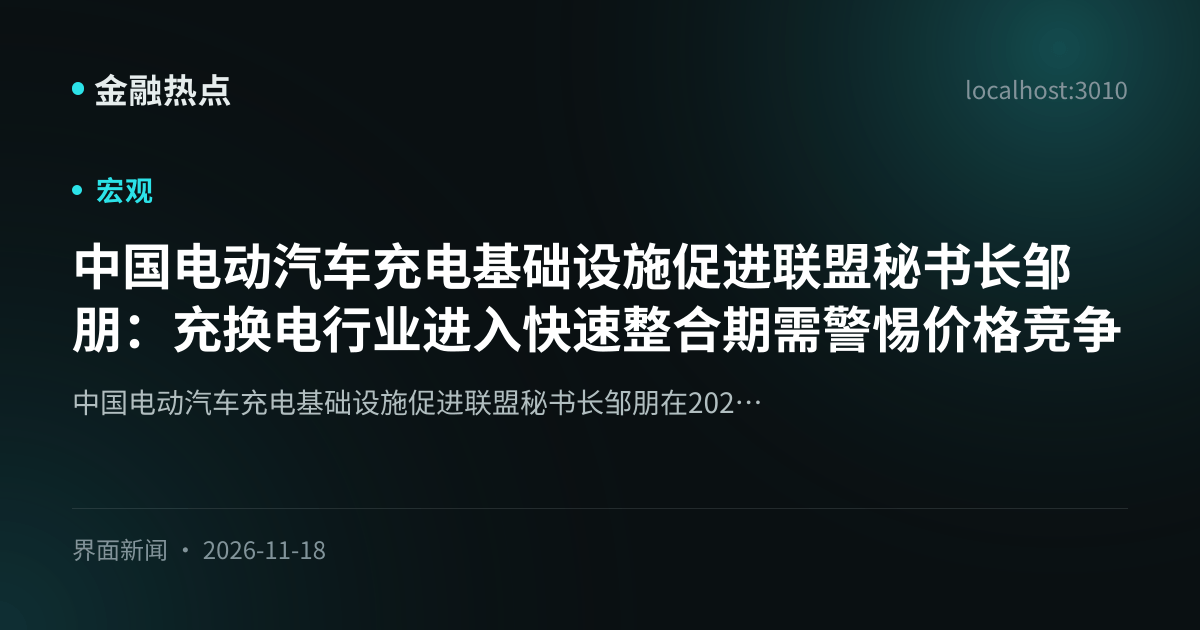 金融热点
localhost:3010
宏观
中国电动汽车充电基础设施促进联盟秘书长邹
朋：充换电行业进入快速整合期需警惕价格竞争
中国电动汽车充电基础设施促进联盟秘书长邹朋在202…
界面新闻 • 2026-11-18